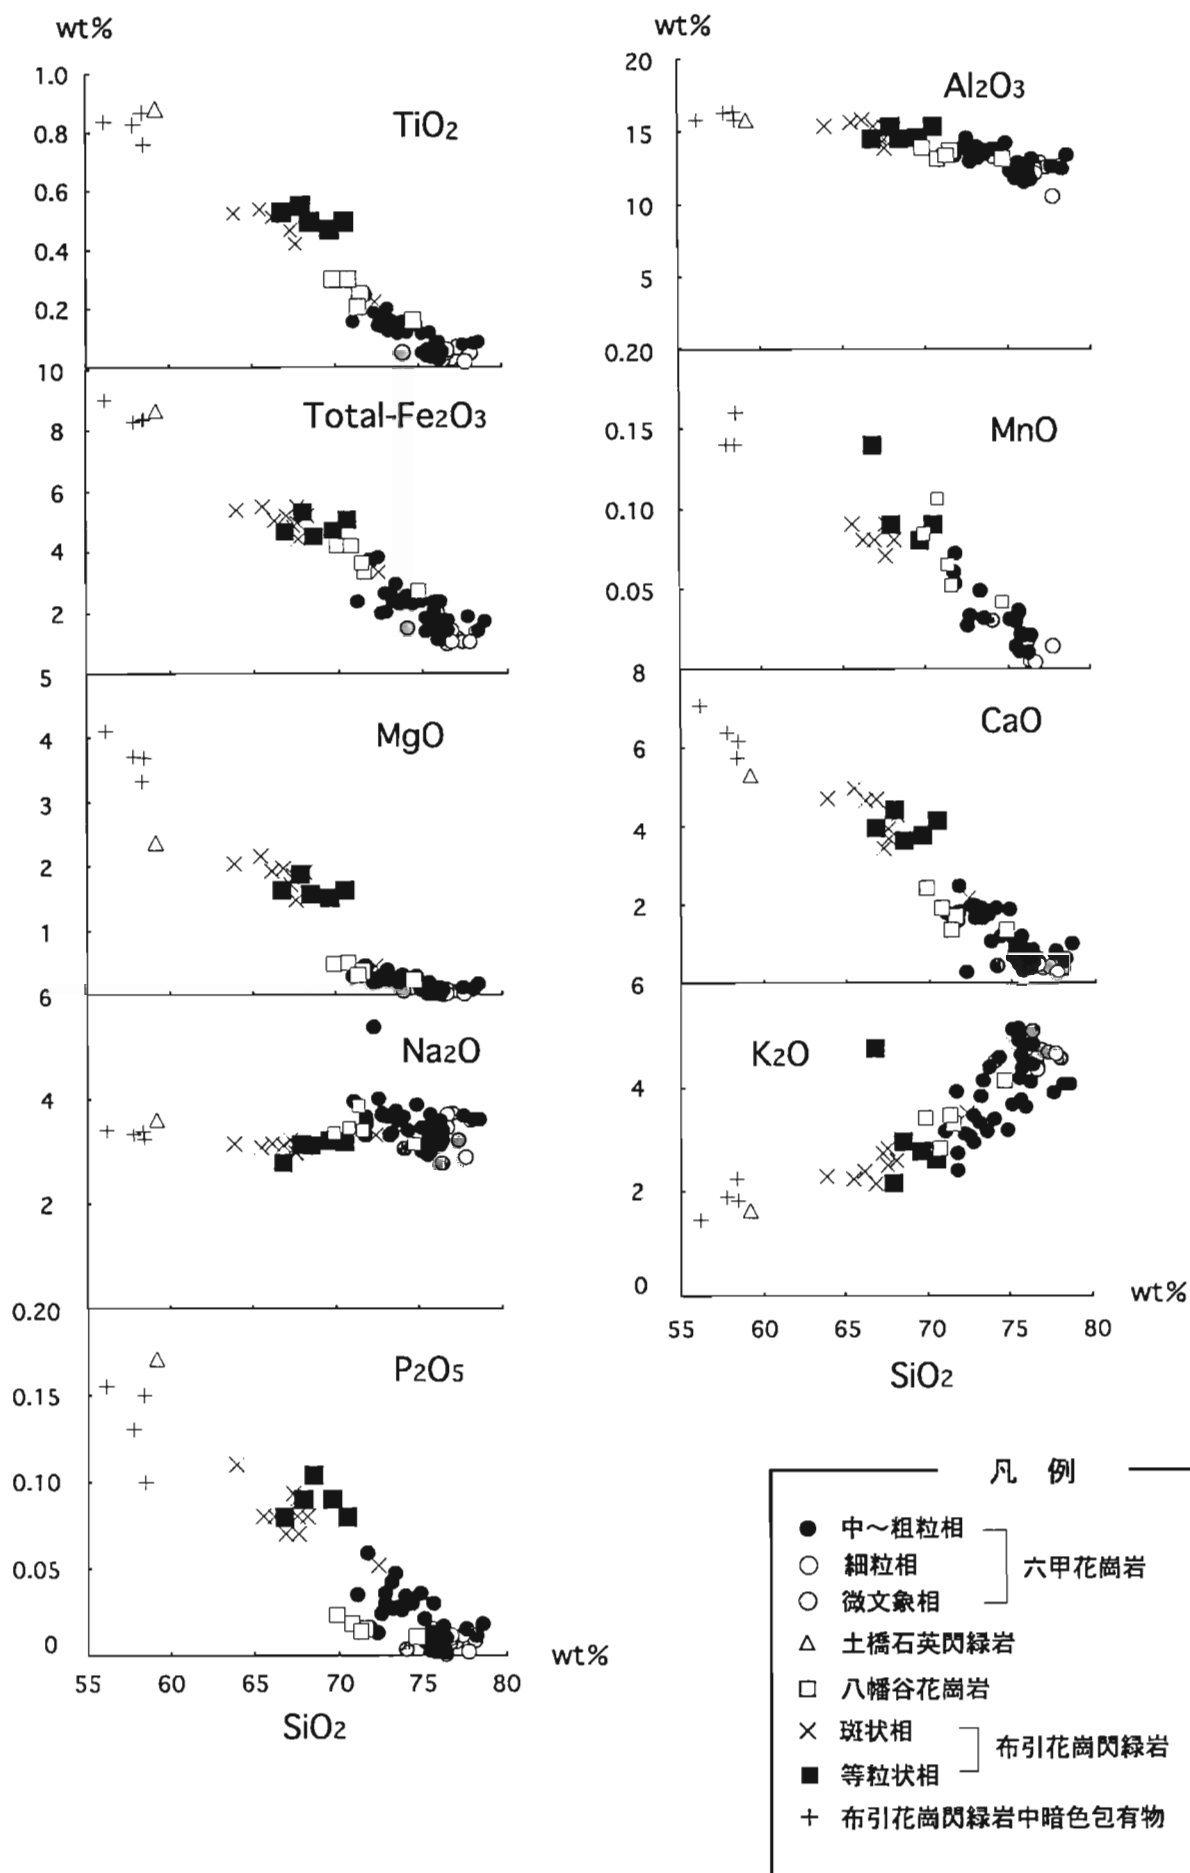 wt%
1.0
0.8
0.6
0.4
0.2
TiO2
10
8
6
4
2
Total-Fe2O3
5
4
3
2
1
MgO
6
4
2
Na2O
0.20
0.15
0.10
0.05
0
P2O5
55 60 65 70 75 80
wt%
SiO2
wt%
20
15
10
5
Al2O3
0.20
0.15
0.10
0.05
MnO
8
6
4
2
CaO
6
4
2
0
K2O
wt%
55 60 65 70 75 80
SiO2
凡 例
中〜粗粒相
細粒相
微文象相
六甲花崗岩
土橋石英閃緑岩
八幡谷花崗岩
斑状相
等粒状相
布引花崗閃緑岩
布引花崗閃緑岩中暗色包有物